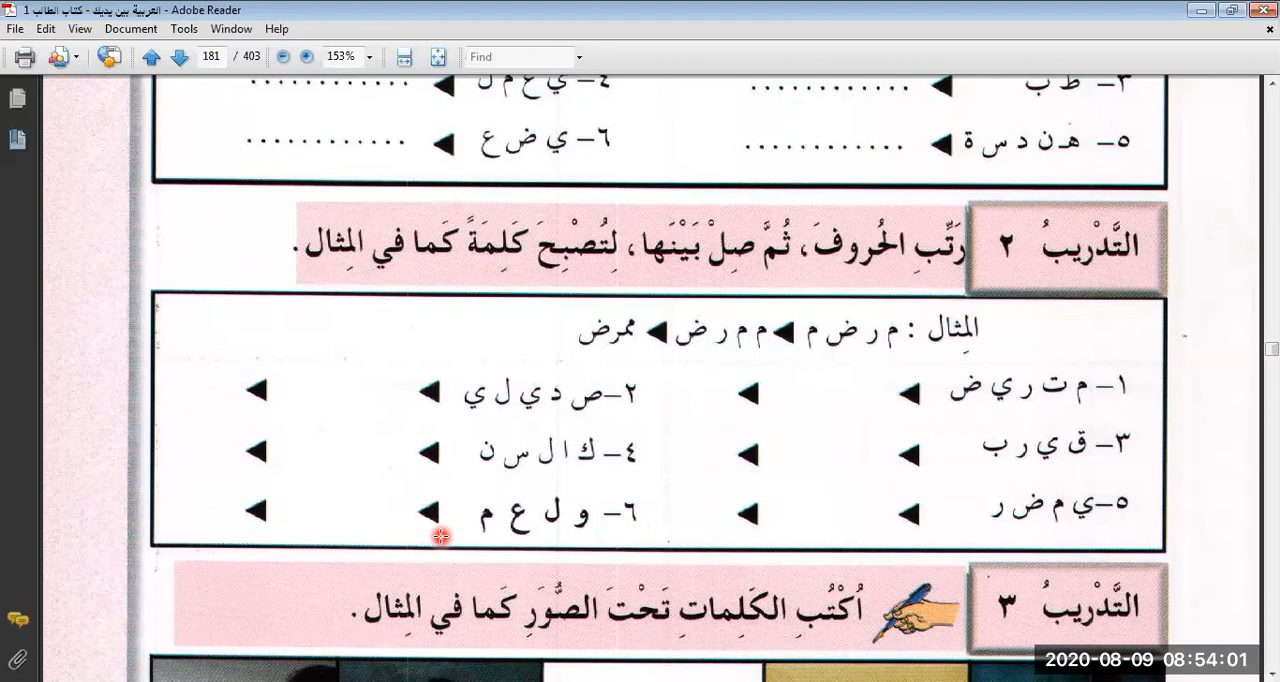 العربية بين يديك - كتاب الطالب 1 - Adobe Reader
File Edit View Document Tools Window Help
181 / 403 153% Find
٣– ط ب ◀ ............ ٤– ي ع م ل ◀ ............
٥– هـ ن د س ة ◀ ............ ٦– ي ض ع ◀ ............
التَّدْرِيبُ ٢ رَتِّبِ الحُروفَ، ثُمَّ صِلْ بَيْنَها، لِتُصْبِحَ كَلِمَةً كَما في المِثال.
المِثال : م ر ض م ◀ م م ر ض ◀ ممرض
١– م ت ر ي ض ◀ ◀ ٢– ص د ي ل ي ◀ ◀
٣– ق ي ر ب ◀ ◀ ٤– ك ا ل س ن ◀ ◀
٥– ي م ض ر ◀ ◀ ٦– و ل ع م ◀ ◀
التَّدْرِيبُ ٣ اُكْتُبِ الكَلِماتِ تَحْتَ الصُّوَرِ كَما في المِثال.
2020-08-09 08:54:01